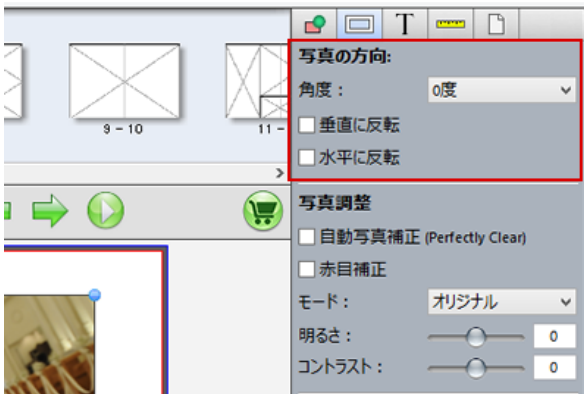 T
写真の方向:
角度： 0度
垂直に反転
水平に反転
9 - 10
11 -
写真調整
自動写真補正 (Perfectly Clear)
赤目補正
モード： オリジナル
明るさ： 0
コントラスト： 0